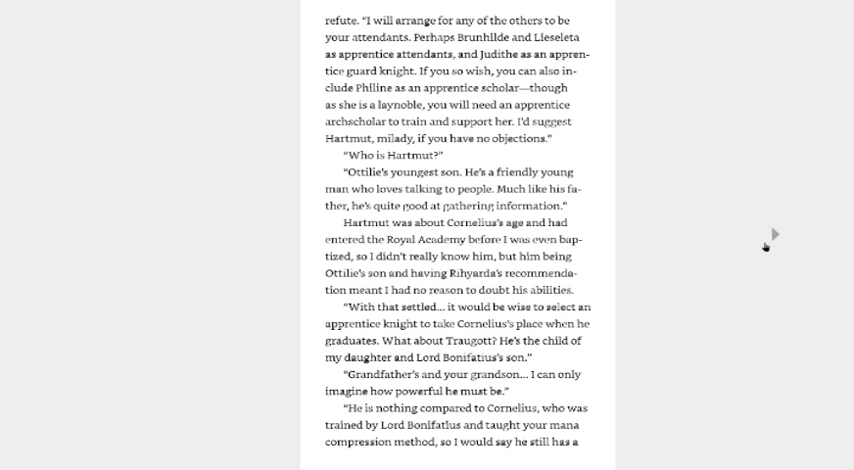 refute. “I will arrange for any of the others to be
your attendants. Perhaps Brunhilde and Lieseleta
as apprentice attendants, and Judithe as an appren-
tice guard knight. If you so wish, you can also in-
clude Philine as an apprentice scholar—though
as she is a laynoble, you will need an apprentice
archscholar to train and support her. I’d suggest
Hartmut, milady, if you have no objections.”
“Who is Hartmut?”
“Ottilie’s youngest son. He’s a friendly young
man who loves talking to people. Much like his fa-
ther, he’s quite good at gathering information.”
Hartmut was about Cornelius’s age and had
entered the Royal Academy before I was even bap-
tized, so I didn’t really know him, but him being
Ottilie’s son and having Rihyarda’s recommenda-
tion meant I had no reason to doubt his abilities.
“With that settled... it would be wise to select an
apprentice knight to take Cornelius’s place when he
graduates. What about Traugott? He’s the child of
my daughter and Lord Bonifatius’s son.”
“Grandfather’s and your grandson... I can only
imagine how powerful he must be.”
“He is nothing compared to Cornelius, who was
trained by Lord Bonifatius and taught your mana
compression method, so I would say he still has a